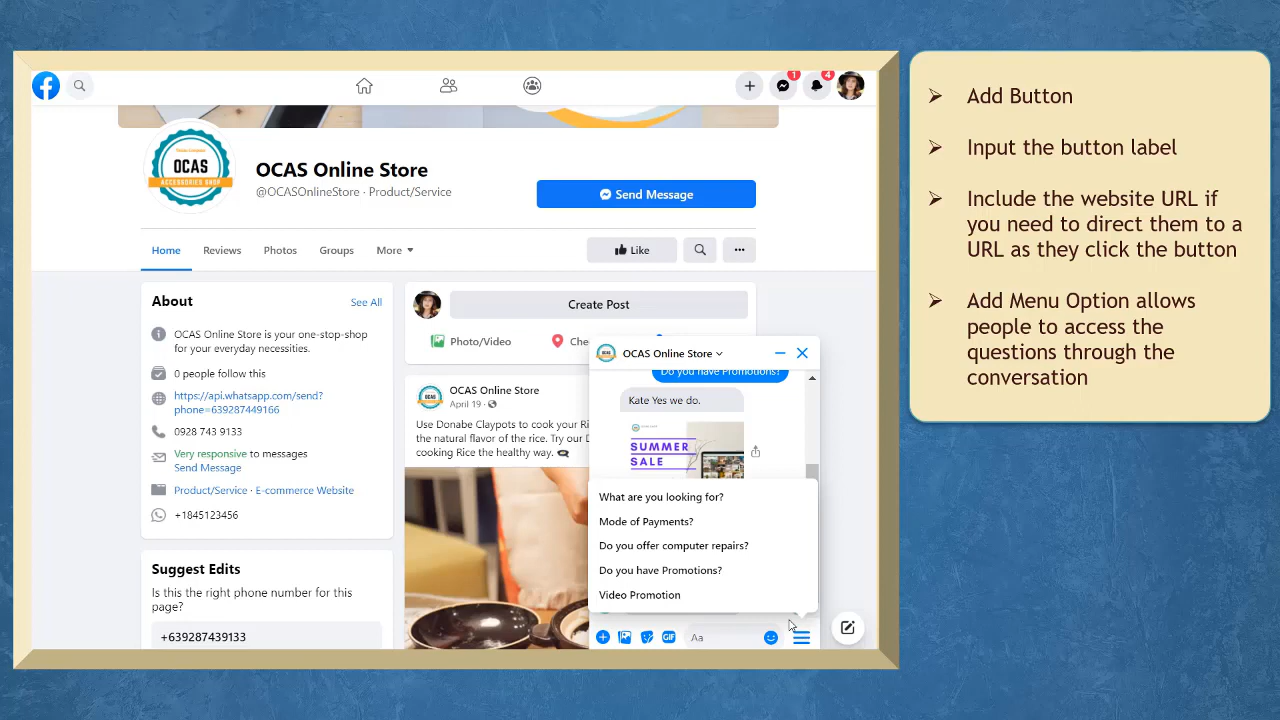 1
4
OCAS
ACCESSORIES SHOP
OCAS Online Store
@OCASOnlineStore · Product/Service
Send Message
Home
Reviews
Photos
Groups
More
Like
About
See All
OCAS Online Store is your one-stop-shop
for your everyday necessities.
0 people follow this
https://api.whatsapp.com/send?
phone=639287449166
0928 743 9133
Very responsive to messages
Send Message
Product/Service · E-commerce Website
+1845123456
Suggest Edits
Is this the right phone number for this
page?
+639287439133
Create Post
Photo/Video
Che
OCAS Online Store
April 19 ·
Use Donabe Claypots to cook your Ri
the natural flavor of the rice. Try our D
cooking Rice the healthy way.
OCAS Online Store
Do you have Promotions?
Kate Yes we do.
SUMMER
SALE
What are you looking for?
Mode of Payments?
Do you offer computer repairs?
Do you have Promotions?
Video Promotion
GIF
Aa
➢ Add Button
➢ Input the button label
➢ Include the website URL if
you need to direct them to a
URL as they click the button
➢ Add Menu Option allows
people to access the
questions through the
conversation